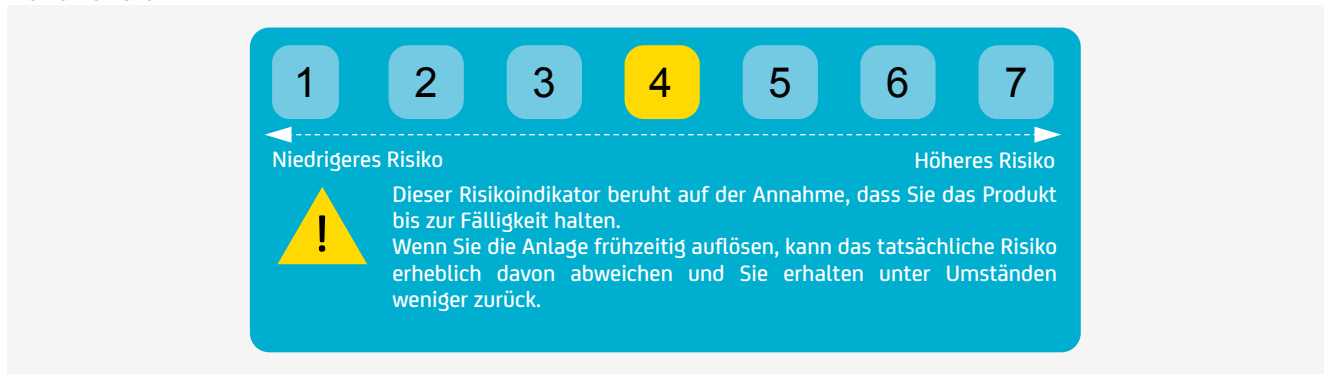 1 2 3 4 5 6 7
Niedrigeres Risiko Höheres Risiko
!
Dieser Risikoindikator beruht auf der Annahme, dass Sie das Produkt
bis zur Fälligkeit halten.
Wenn Sie die Anlage frühzeitig auflösen, kann das tatsächliche Risiko
erheblich davon abweichen und Sie erhalten unter Umständen
weniger zurück.